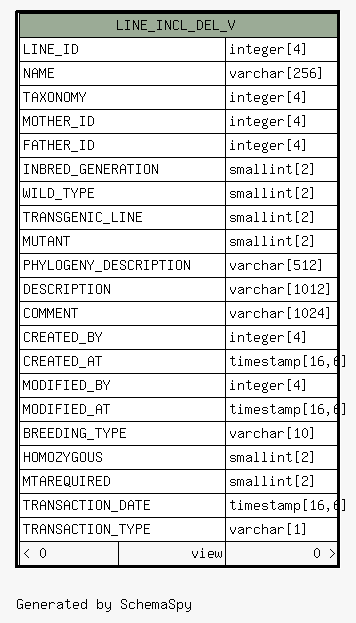 LINE_INCL_DEL_V
LINE_ID integer[4]
NAME varchar[256]
TAXONOMY integer[4]
MOTHER_ID integer[4]
FATHER_ID integer[4]
INBRED_GENERATION smallint[2]
WILD_TYPE smallint[2]
TRANSGENIC_LINE smallint[2]
MUTANT smallint[2]
PHYLOGENY_DESCRIPTION varchar[512]
DESCRIPTION varchar[1012]
COMMENT varchar[1024]
CREATED_BY integer[4]
CREATED_AT timestamp[16,6]
MODIFIED_BY integer[4]
MODIFIED_AT timestamp[16,6]
BREEDING_TYPE varchar[10]
HOMOZYGOUS smallint[2]
MTAREQUIRED smallint[2]
TRANSACTION_DATE timestamp[16,6]
TRANSACTION_TYPE varchar[1]
< 0 view 0 >
Generated by SchemaSpy